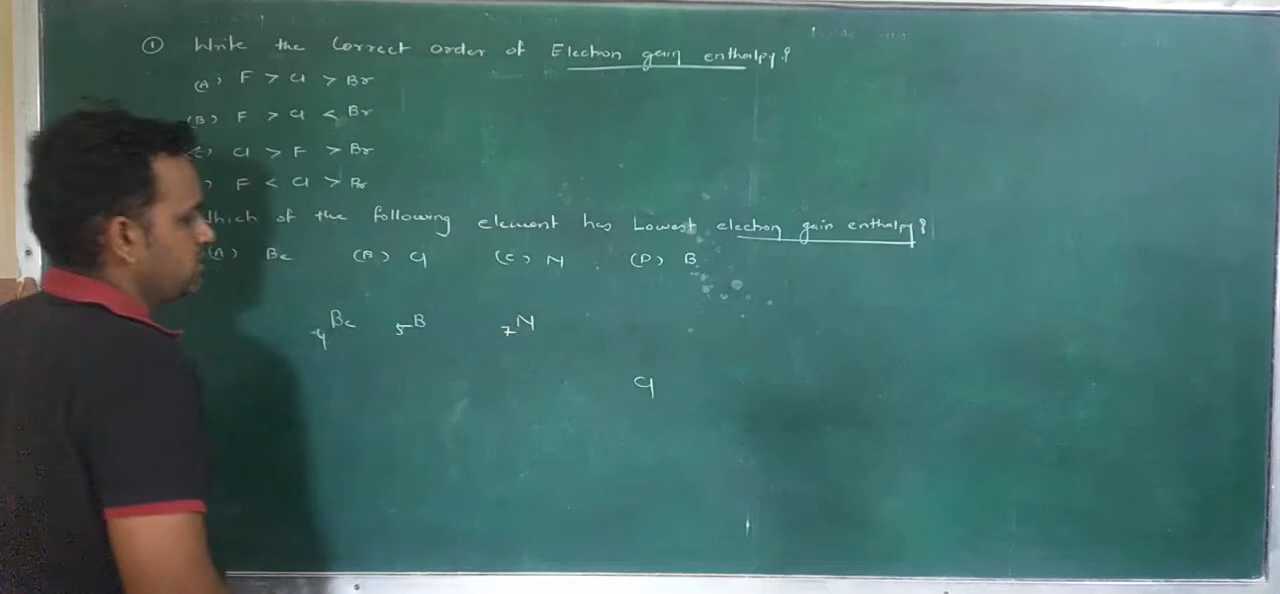 ① Write the Correct order of Electron gain enthalpy?
(A) F > Cl > Br
(B) F > Cl < Br
Cl > F > Br
) F < Cl > Br
Which of the following element has Lowest electron gain enthalpy?
(A) Be (B) Cl (C) N (D) B
4Be 5B 7N
Cl